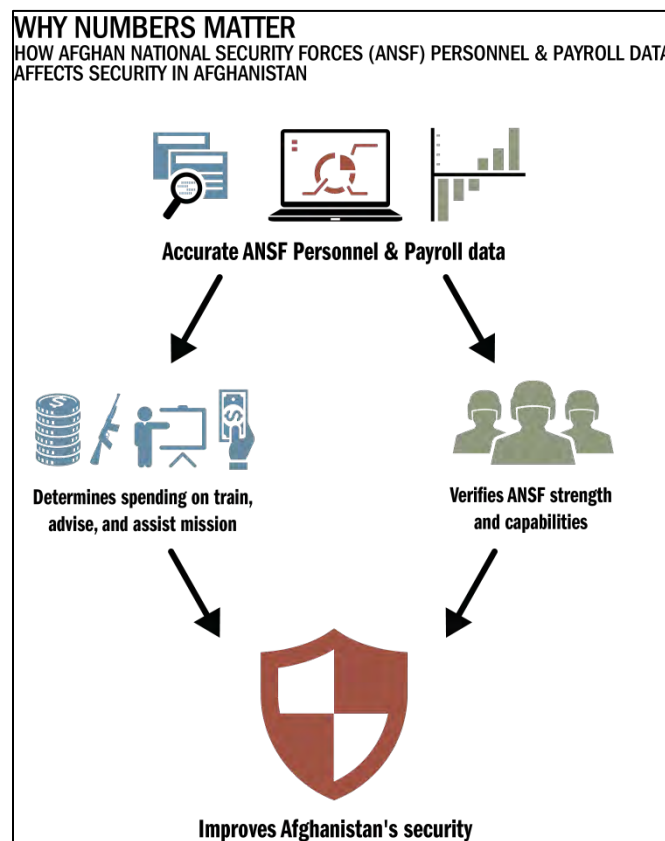 WHY NUMBERS MATTER
HOW AFGHAN NATIONAL SECURITY FORCES (ANSF) PERSONNEL & PAYROLL DATA
AFFECTS SECURITY IN AFGHANISTAN
Accurate ANSF Personnel & Payroll data
Determines spending on train,
advise, and assist mission
Verifies ANSF strength
and capabilities
Improves Afghanistan's security